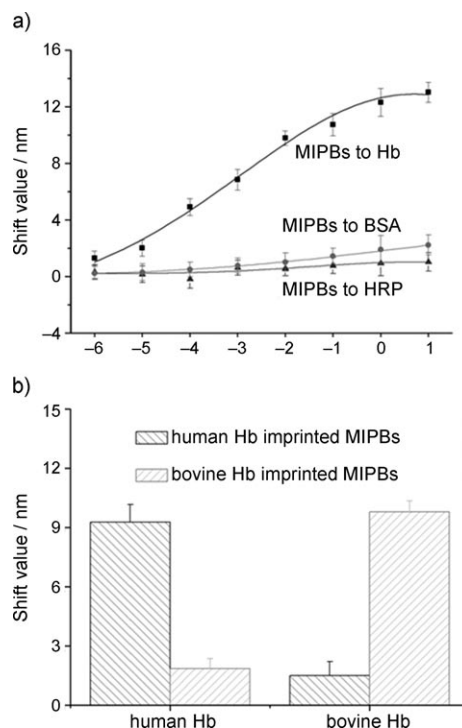 a)
16
12
8
4
0
–4
Shift value / nm
MIPBs to Hb
MIPBs to BSA
MIPBs to HRP
–6 –5 –4 –3 –2 –1 0 1
b)
15
12
9
6
3
0
Shift value / nm
human Hb imprinted MIPBs
bovine Hb imprinted MIPBs
human Hb bovine Hb